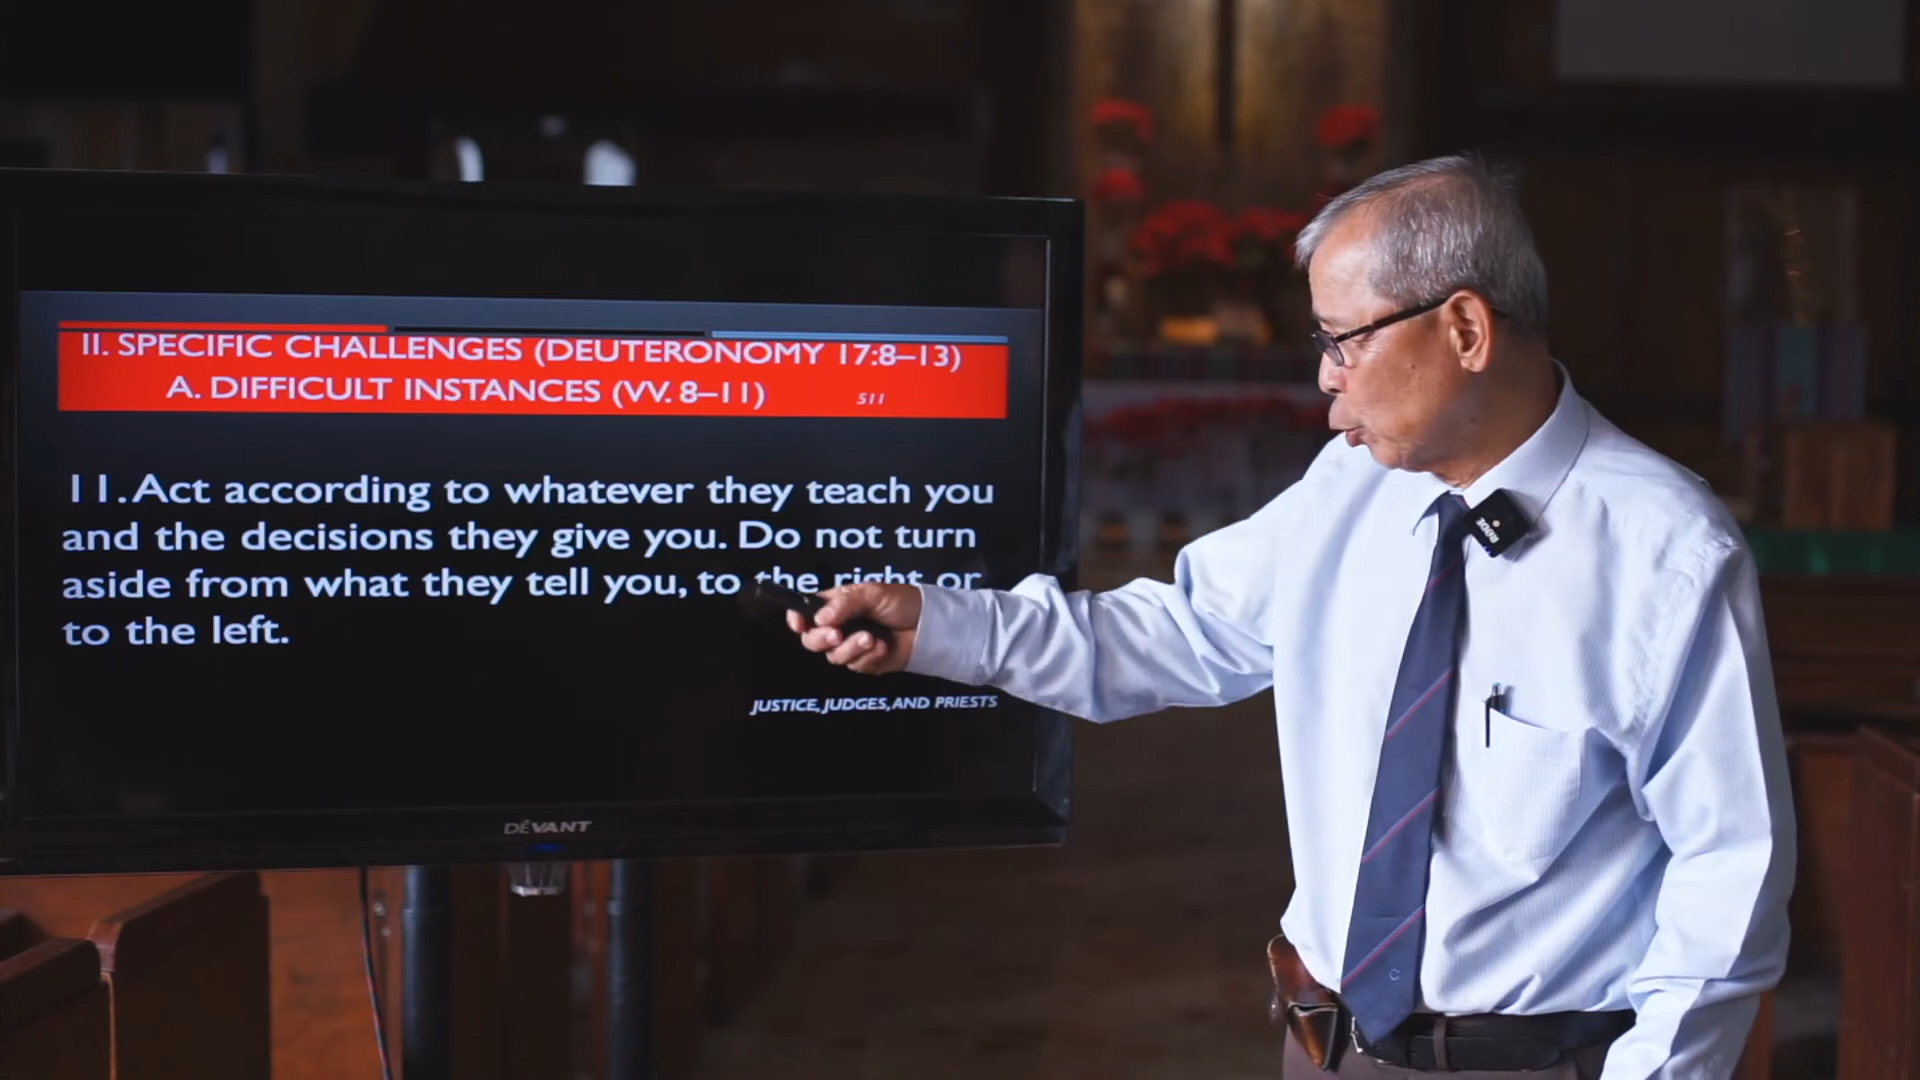 II. SPECIFIC CHALLENGES (DEUTERONOMY 17:8–13)
A. DIFFICULT INSTANCES (VV. 8–11) 511
11. Act according to whatever they teach you
and the decisions they give you. Do not turn
aside from what they tell you, to the right or
to the left.
JUSTICE, JUDGES, AND PRIESTS
DEVANT
RØDE
C